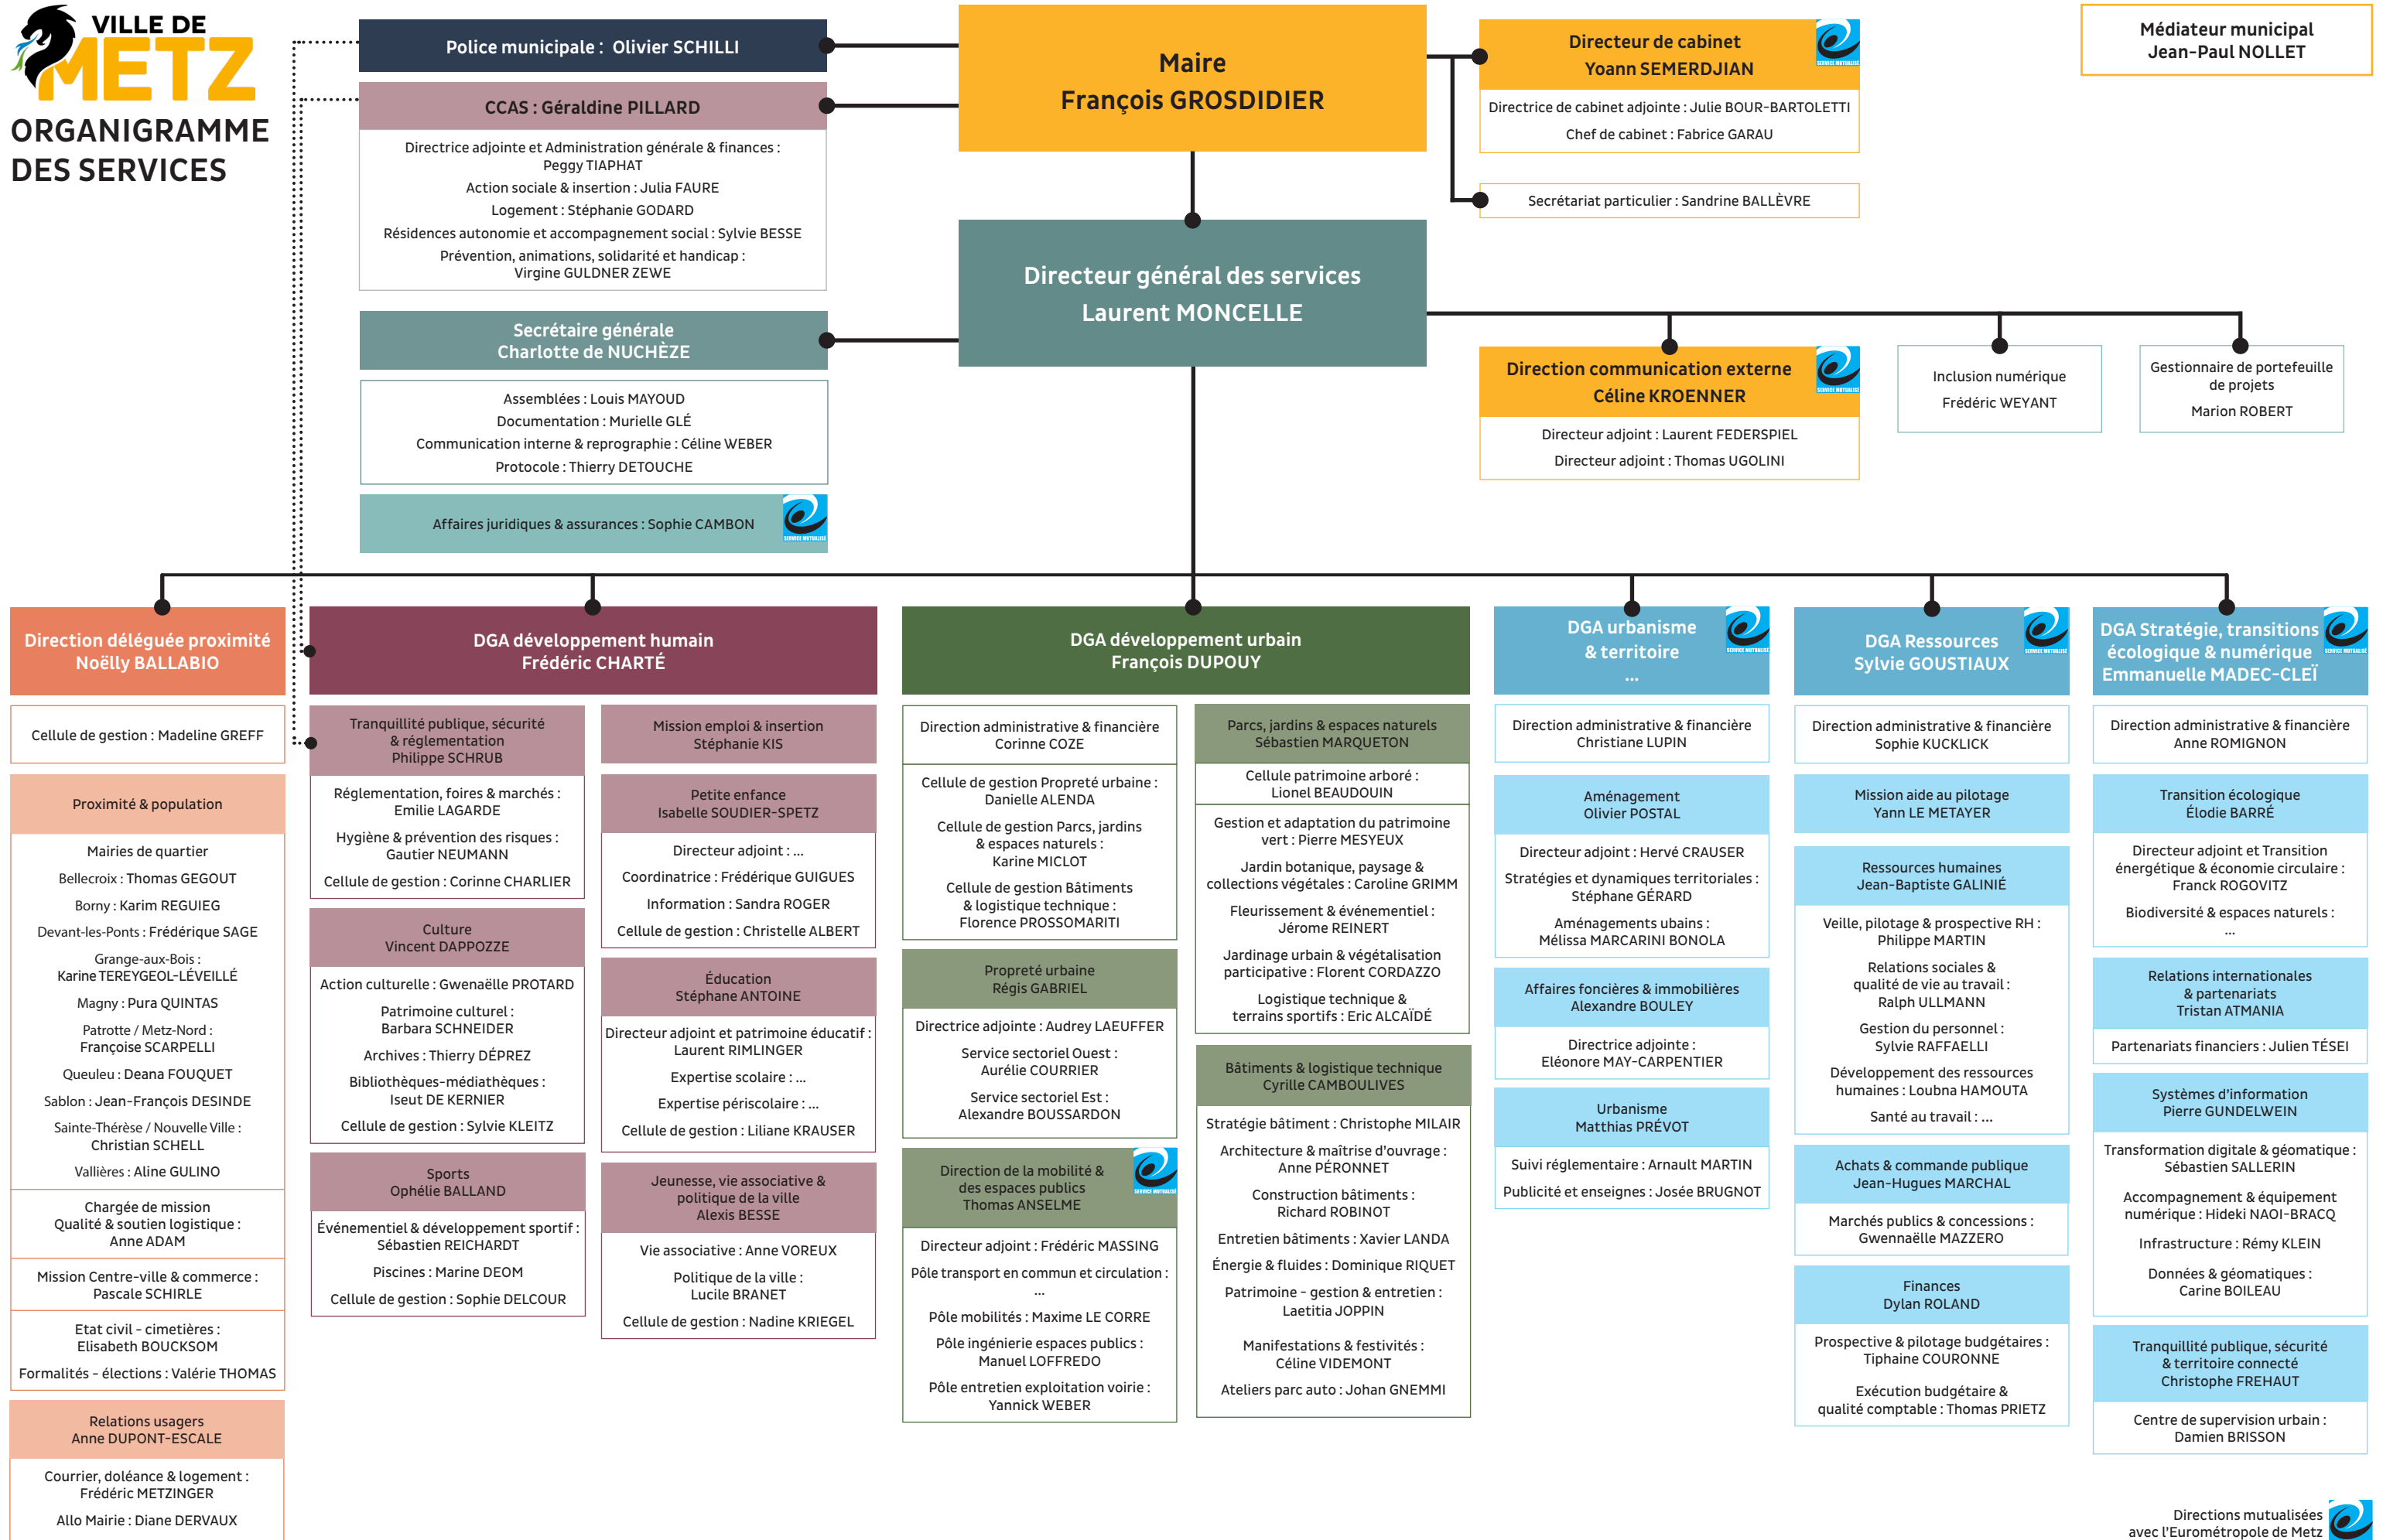 VILLE DE
METZ
ORGANIGRAMME
DES SERVICES
Police municipale : Olivier SCHILLI
CCAS : Géraldine PILLARD
Directrice adjointe et Administration générale & finances :
Peggy TIAPHAT
Action sociale & insertion : Julia FAURE
Logement : Stéphanie GODARD
Résidences autonomie et accompagnement social : Sylvie BESSE
Prévention, animations, solidarité et handicap :
Virgine GULDNER ZEWE
Maire
François GROSDIDIER
Directeur de cabinet
Yoann SEMERDJIAN
SERVICE MUTUALISÉ
Directrice de cabinet adjointe : Julie BOUR-BARTOLETTI
Chef de cabinet : Fabrice GARAU
Secrétariat particulier : Sandrine BALLÈVRE
Médiateur municipal
Jean-Paul NOLLET
Directeur général des services
Laurent MONCELLE
Secrétaire générale
Charlotte de NUCHÈZE
Assemblées : Louis MAYOUD
Documentation : Murielle GLÉ
Communication interne & reprographie : Céline WEBER
Protocole : Thierry DETOUCHE
Affaires juridiques & assurances : Sophie CAMBON
SERVICE MUTUALISÉ
Direction communication externe
Céline KROENNER
SERVICE MUTUALISÉ
Directeur adjoint : Laurent FEDERSPIEL
Directeur adjoint : Thomas UGOLINI
Inclusion numérique
Frédéric WEYANT
Gestionnaire de portefeuille
de projets
Marion ROBERT
Direction déléguée proximité
Noëlly BALLABIO
Cellule de gestion : Madeline GREFF
Proximité & population
Mairies de quartier
Bellecroix : Thomas GEGOUT
Borny : Karim REGUIEG
Devant-les-Ponts : Frédérique SAGE
Grange-aux-Bois :
Karine TEREYGEOL-LÉVEILLÉ
Magny : Pura QUINTAS
Patrotte / Metz-Nord :
Françoise SCARPELLI
Queuleu : Deana FOUQUET
Sablon : Jean-François DESINDE
Sainte-Thérèse / Nouvelle Ville :
Christian SCHELL
Vallières : Aline GULINO
Chargée de mission
Qualité & soutien logistique :
Anne ADAM
Mission Centre-ville & commerce :
Pascale SCHIRLE
Etat civil - cimetières :
Elisabeth BOUCKSOM
Formalités - élections : Valérie THOMAS
Relations usagers
Anne DUPONT-ESCALE
Courrier, doléance & logement :
Frédéric METZINGER
Allo Mairie : Diane DERVAUX
DGA développement humain
Frédéric CHARTÉ
Tranquillité publique, sécurité
& réglementation
Philippe SCHRUB
Réglementation, foires & marchés :
Emilie LAGARDE
Hygiène & prévention des risques :
Gautier NEUMANN
Cellule de gestion : Corinne CHARLIER
Culture
Vincent DAPPOZZE
Action culturelle : Gwenaëlle PROTARD
Patrimoine culturel :
Barbara SCHNEIDER
Archives : Thierry DÉPREZ
Bibliothèques-médiathèques :
Iseut DE KERNIER
Cellule de gestion : Sylvie KLEITZ
Sports
Ophélie BALLAND
Événementiel & développement sportif :
Sébastien REICHARDT
Piscines : Marine DEOM
Cellule de gestion : Sophie DELCOUR
Mission emploi & insertion
Stéphanie KIS
Petite enfance
Isabelle SOUDIER-SPETZ
Directeur adjoint : ...
Coordinatrice : Frédérique GUIGUES
Information : Sandra ROGER
Cellule de gestion : Christelle ALBERT
Éducation
Stéphane ANTOINE
Directeur adjoint et patrimoine éducatif :
Laurent RIMLINGER
Expertise scolaire : ...
Expertise périscolaire : ...
Cellule de gestion : Liliane KRAUSER
Jeunesse, vie associative &
politique de la ville
Alexis BESSE
Vie associative : Anne VOREUX
Politique de la ville :
Lucile BRANET
Cellule de gestion : Nadine KRIEGEL
DGA développement urbain
François DUPOUY
Direction administrative & financière
Corinne COZE
Cellule de gestion Propreté urbaine :
Danielle ALENDA
Cellule de gestion Parcs, jardins
& espaces naturels :
Karine MICLOT
Cellule de gestion Bâtiments
& logistique technique :
Florence PROSSOMARITI
Propreté urbaine
Régis GABRIEL
Directrice adjointe : Audrey LAEUFFER
Service sectoriel Ouest :
Aurélie COURRIER
Service sectoriel Est :
Alexandre BOUSSARDON
Direction de la mobilité &
des espaces publics
Thomas ANSELME
SERVICE MUTUALISÉ
Directeur adjoint : Frédéric MASSING
Pôle transport en commun et circulation :
...
Pôle mobilités : Maxime LE CORRE
Pôle ingénierie espaces publics :
Manuel LOFFREDO
Pôle entretien exploitation voirie :
Yannick WEBER
Parcs, jardins & espaces naturels
Sébastien MARQUETON
Cellule patrimoine arboré :
Lionel BEAUDOUIN
Gestion et adaptation du patrimoine
vert : Pierre MESYEUX
Jardin botanique, paysage &
collections végétales : Caroline GRIMM
Fleurissement & événementiel :
Jérome REINERT
Jardinage urbain & végétalisation
participative : Florent CORDAZZO
Logistique technique &
terrains sportifs : Eric ALCAÏDÉ
Bâtiments & logistique technique
Cyrille CAMBOULIVES
Stratégie bâtiment : Christophe MILAIR
Architecture & maîtrise d'ouvrage :
Anne PÉRONNET
Construction bâtiments :
Richard ROBINOT
Entretien bâtiments : Xavier LANDA
Énergie & fluides : Dominique RIQUET
Patrimoine - gestion & entretien :
Laetitia JOPPIN
Manifestations & festivités :
Céline VIDEMONT
Ateliers parc auto : Johan GNEMMI
DGA urbanisme
& territoire
...
SERVICE MUTUALISÉ
Direction administrative & financière
Christiane LUPIN
Aménagement
Olivier POSTAL
Directeur adjoint : Hervé CRAUSER
Stratégies et dynamiques territoriales :
Stéphane GÉRARD
Aménagements ubains :
Mélissa MARCARINI BONOLA
Affaires foncières & immobilières
Alexandre BOULEY
Directrice adjointe :
Eléonore MAY-CARPENTIER
Urbanisme
Matthias PRÉVOT
Suivi réglementaire : Arnault MARTIN
Publicité et enseignes : Josée BRUGNOT
DGA Ressources
Sylvie GOUSTIAUX
SERVICE MUTUALISÉ
Direction administrative & financière
Sophie KUCKLICK
Mission aide au pilotage
Yann LE METAYER
Ressources humaines
Jean-Baptiste GALINIÉ
Veille, pilotage & prospective RH :
Philippe MARTIN
Relations sociales &
qualité de vie au travail :
Ralph ULLMANN
Gestion du personnel :
Sylvie RAFFAELLI
Développement des ressources
humaines : Loubna HAMOUTA
Santé au travail : ...
Achats & commande publique
Jean-Hugues MARCHAL
Marchés publics & concessions :
Gwennaëlle MAZZERO
Finances
Dylan ROLAND
Prospective & pilotage budgétaires :
Tiphaine COURONNE
Exécution budgétaire &
qualité comptable : Thomas PRIETZ
DGA Stratégie, transitions
écologique & numérique
Emmanuelle MADEC-CLEÏ
SERVICE MUTUALISÉ
Direction administrative & financière
Anne ROMIGNON
Transition écologique
Élodie BARRÉ
Directeur adjoint et Transition
énergétique & économie circulaire :
Franck ROGOVITZ
Biodiversité & espaces naturels :
...
Relations internationales
& partenariats
Tristan ATMANIA
Partenariats financiers : Julien TÉSEI
Systèmes d'information
Pierre GUNDELWEIN
Transformation digitale & géomatique :
Sébastien SALLERIN
Accompagnement & équipement
numérique : Hideki NAOI-BRACQ
Infrastructure : Rémy KLEIN
Données & géomatiques :
Carine BOILEAU
Tranquillité publique, sécurité
& territoire connecté
Christophe FREHAUT
Centre de supervision urbain :
Damien BRISSON
Directions mutualisées
avec l'Eurométropole de Metz